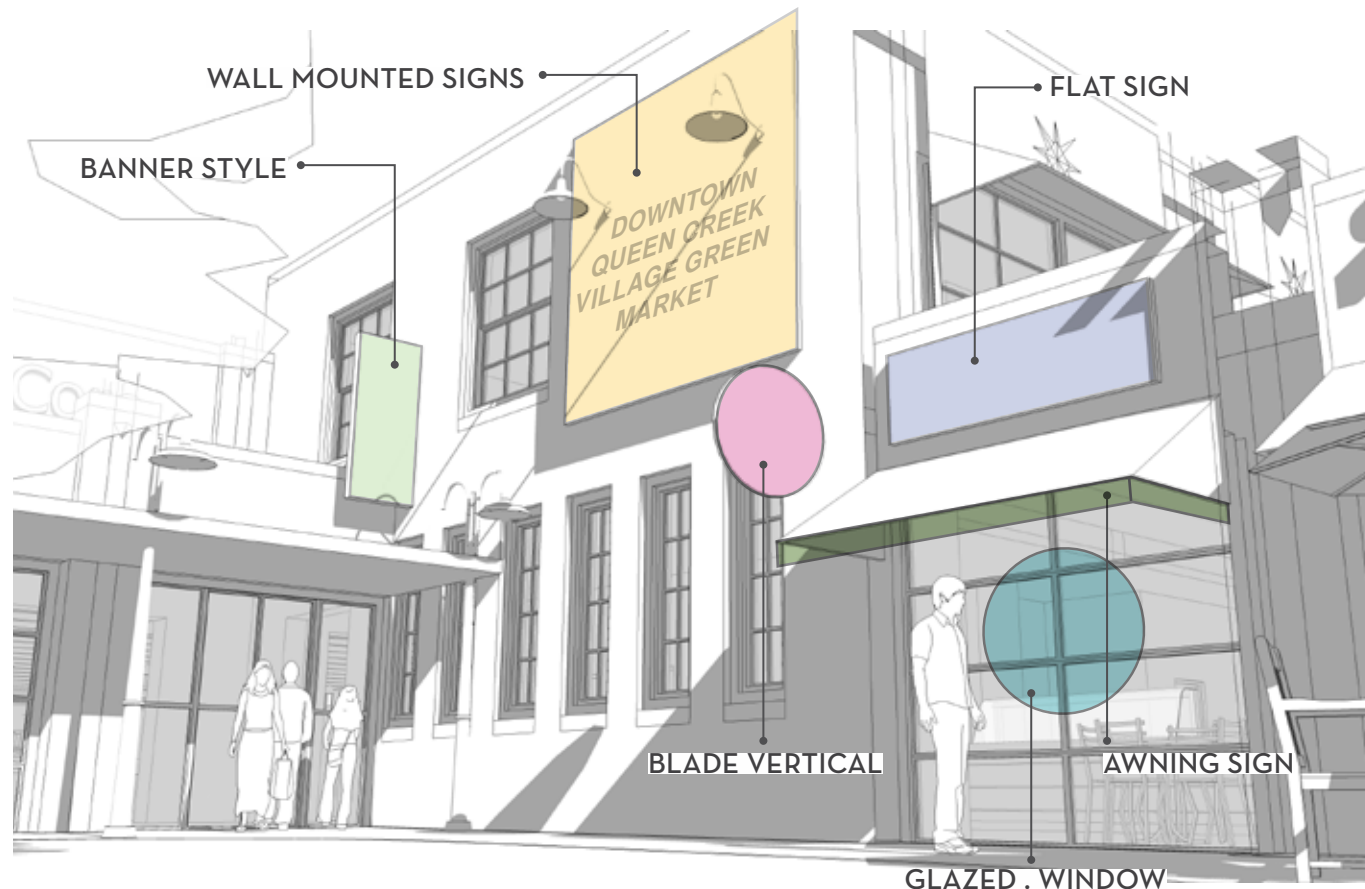 WALL MOUNTED SIGNS
FLAT SIGN
BANNER STYLE
DOWNTOWN
QUEEN CREEK
VILLAGE GREEN
MARKET
BLADE VERTICAL
AWNING SIGN
GLAZED . WINDOW